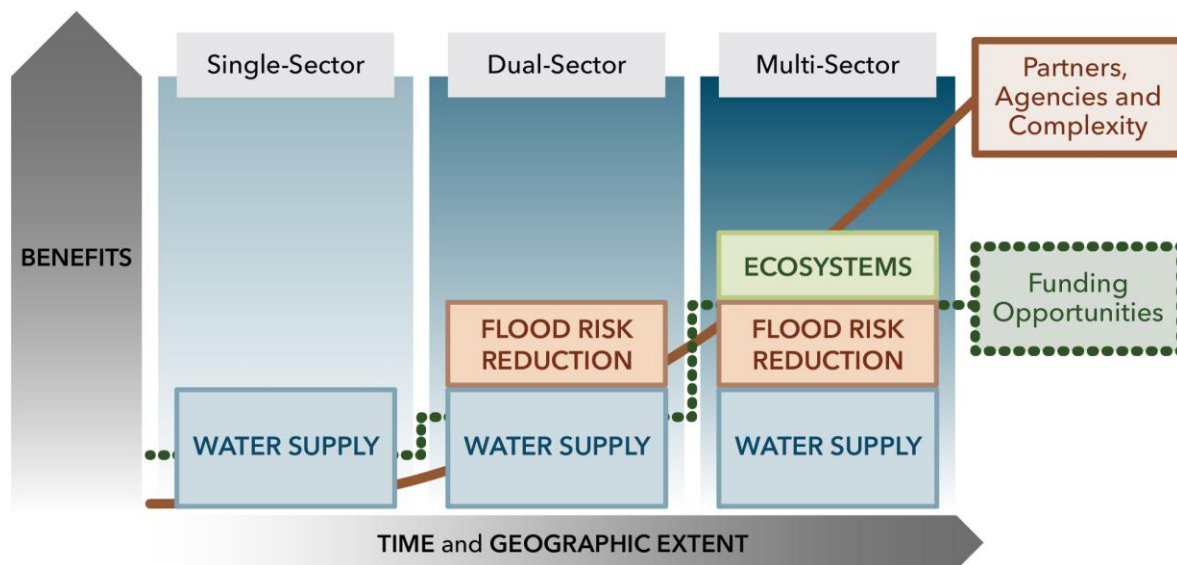 Single-Sector
Dual-Sector
Multi-Sector
Partners,
Agencies and
Complexity
BENEFITS
ECOSYSTEMS
Funding
Opportunities
FLOOD RISK
REDUCTION
FLOOD RISK
REDUCTION
WATER SUPPLY
WATER SUPPLY
WATER SUPPLY
TIME and GEOGRAPHIC EXTENT